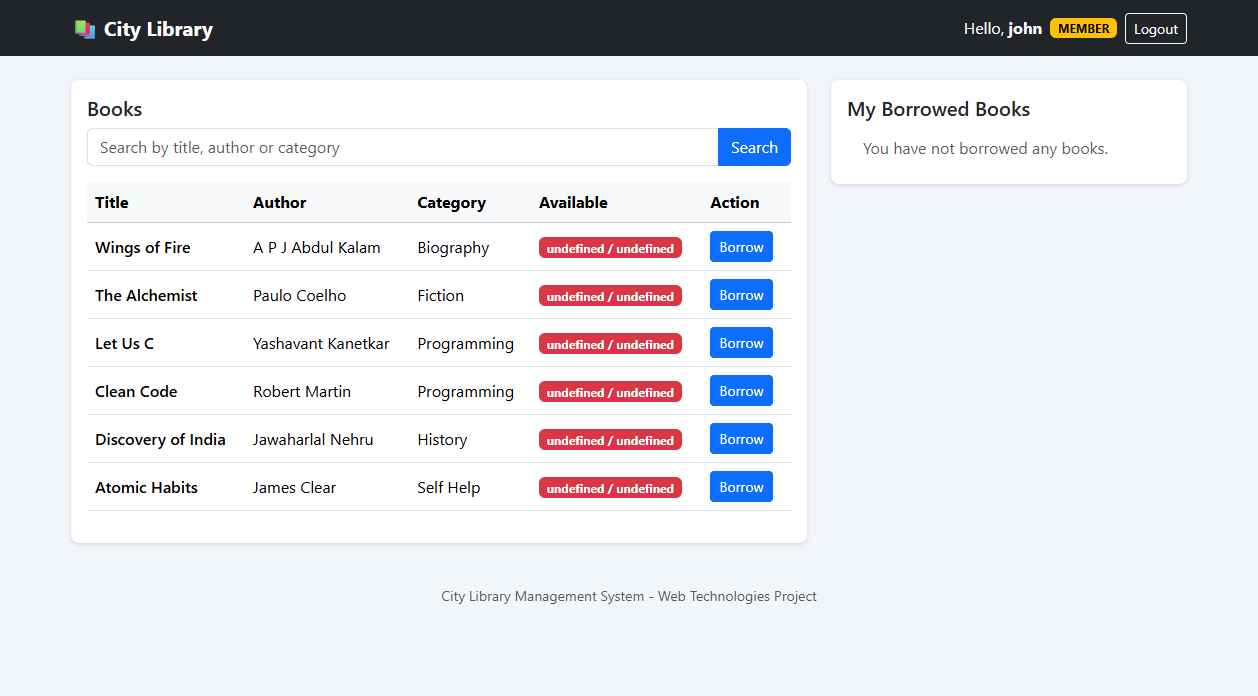 City Library
Hello, john MEMBER Logout
Books
Search by title, author or category Search
Title Author Category Available Action
Wings of Fire A P J Abdul Kalam Biography undefined / undefined Borrow
The Alchemist Paulo Coelho Fiction undefined / undefined Borrow
Let Us C Yashavant Kanetkar Programming undefined / undefined Borrow
Clean Code Robert Martin Programming undefined / undefined Borrow
Discovery of India Jawaharlal Nehru History undefined / undefined Borrow
Atomic Habits James Clear Self Help undefined / undefined Borrow
My Borrowed Books
You have not borrowed any books.
City Library Management System - Web Technologies Project